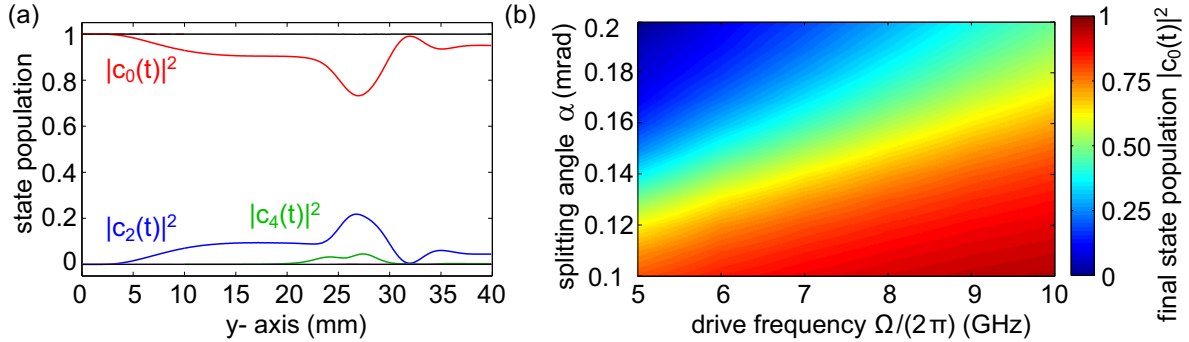 (a)
state population
1
0.8
0.6
0.4
0.2
0
|c₀(t)|²
|c₂(t)|²
|c₄(t)|²
0 5 10 15 20 25 30 35 40
y- axis (mm)
(b)
splitting angle α (mrad)
0.2
0.18
0.16
0.14
0.12
0.1
5 6 7 8 9 10
drive frequency Ω/(2π) (GHz)
1
0.75
0.5
0.25
0
final state population |c₀(t)|²